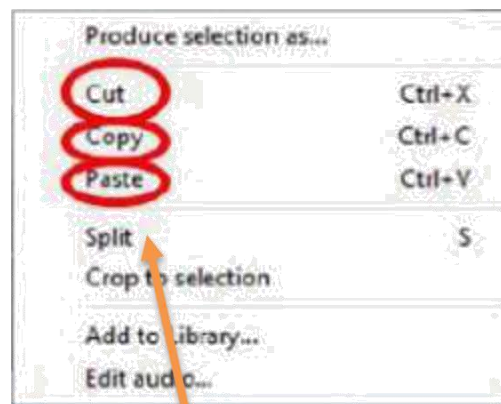 Produce selection as...
Cut Ctrl+X
Copy Ctrl+C
Paste Ctrl+V
Split S
Crop to selection
Add to Library...
Edit audio...